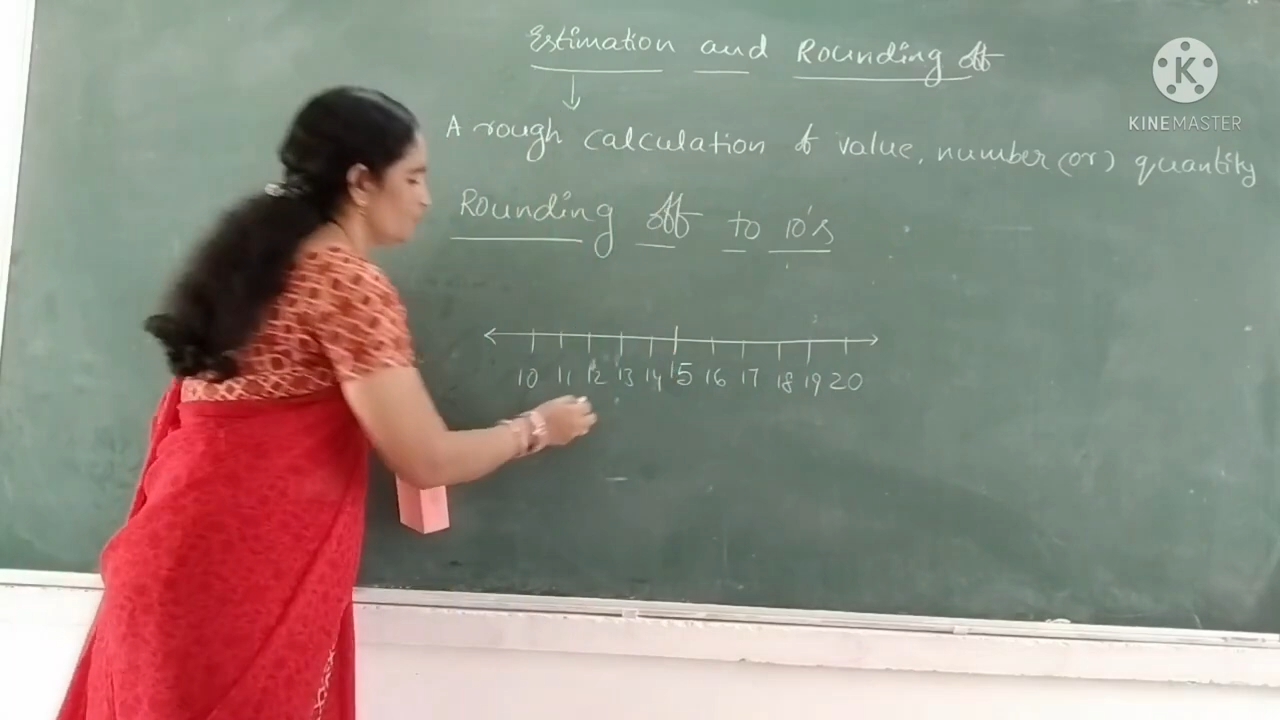 Estimation and Rounding off
A rough calculation of value, number (or) quantity
Rounding off to 10's
10 11 12 13 14 15 16 17 18 19 20
K
KINEMASTER